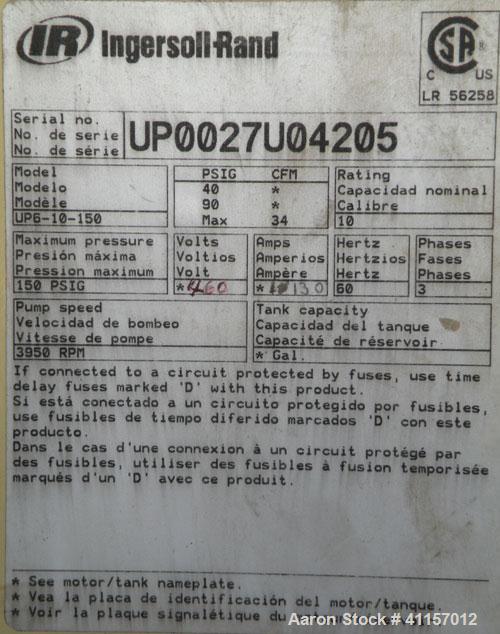 IR Ingersoll-Rand
CSA®
C US
LR 56258
Serial no.
No. de serie
No. de série
UP0027U04205
Model
Modelo
Modèle
UP6-10-150
PSIG CFM
40 *
90 *
Max 34
Rating
Capacidad nominal
Calibre
10
Maximum pressure
Presión máxima
Pression maximum
150 PSIG
Volts
Voltios
Volt
* 460
Amps
Amperios
Ampère
* 130
Hertz
Hertzios
Hertz
60
Phases
Fases
Phases
3
Pump speed
Velocidad de bombeo
Vitesse de pompe
3950 RPM
Tank capacity
Capacidad del tanque
Capacité de réservoir
* Gal.
If connected to a circuit protected by fuses, use time
delay fuses marked 'D' with this product.
Si está conectado a un circuito protegido por fusibles,
use fusibles de tiempo diferido marcados 'D' con este
producto.
Dans le cas d'une connexion à un circuit protégé par
des fusibles, utiliser des fusibles à fusion temporisée
marqués d'un 'D' avec ce produit.
* See motor/tank nameplate.
* Vea la placa de identificación del motor/tanque.
* Voir la plaque signalétique du
Aaron Stock # 41157012